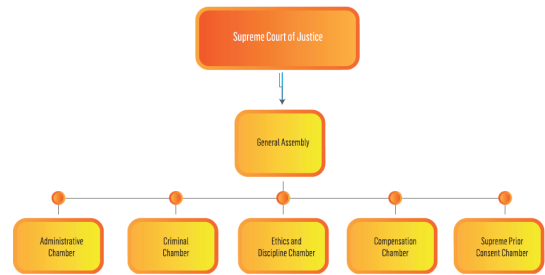 Supreme Court of Justice
General Assembly
Administrative
Chamber
Criminal
Chamber
Ethics and
Discipline Chamber
Compensation
Chamber
Supreme Prior
Consent Chamber